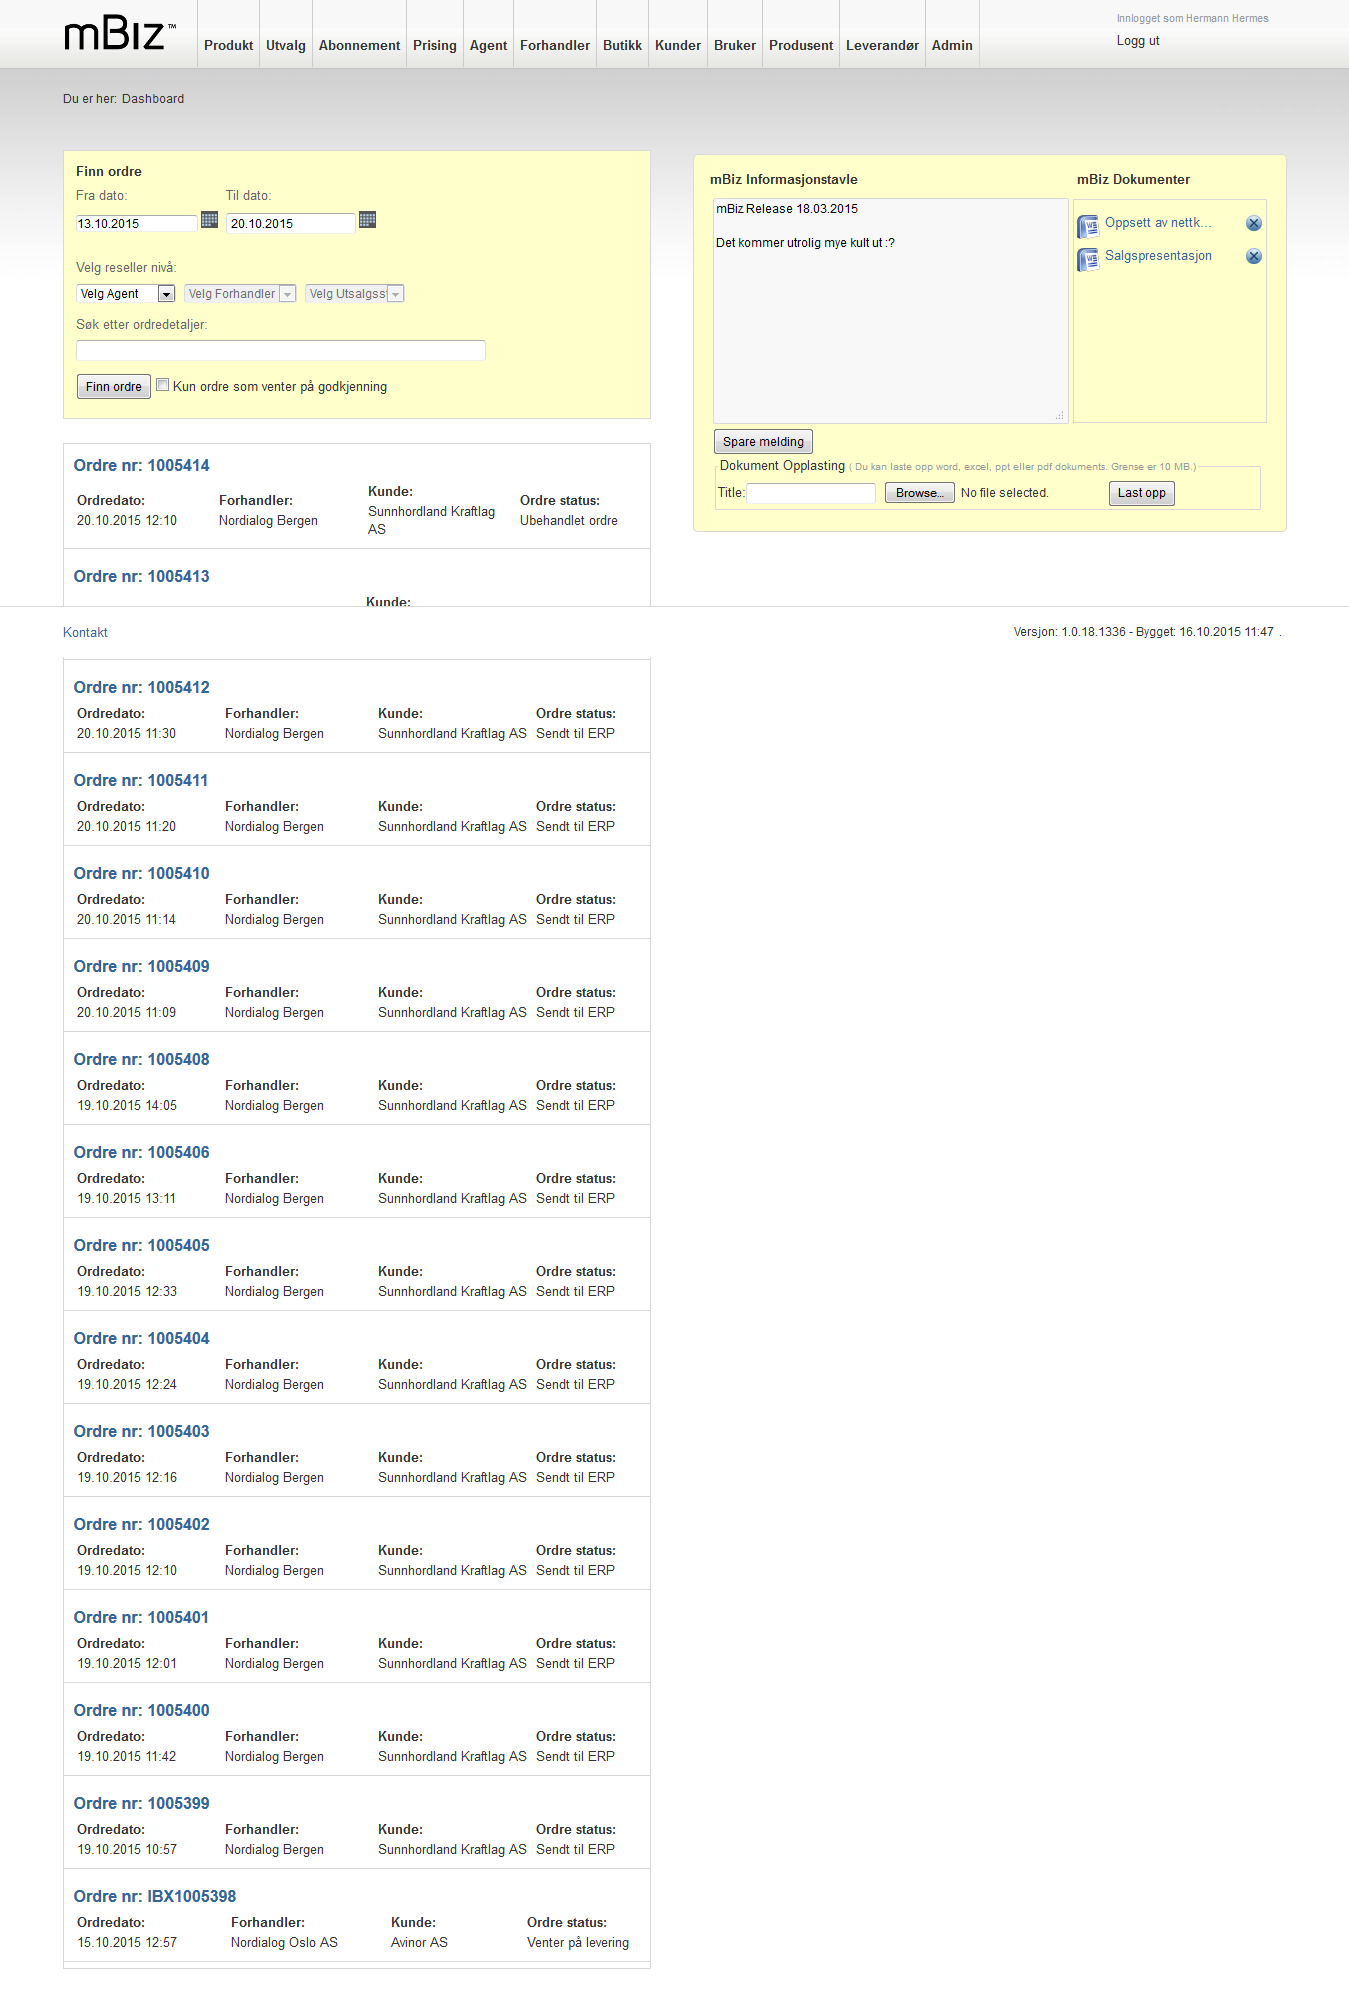 mBiz™
Produkt Utvalg Abonnement Prising Agent Forhandler Butikk Kunder Bruker Produsent Leverandør Admin
Innlogget som Hermann Hermes
Logg ut
Du er her: Dashboard
Finn ordre
Fra dato: Til dato:
13.10.2015 20.10.2015
Velg reseller nivå:
Velg Agent Velg Forhandler Velg Utsalgss
Søk etter ordredetaljer:
Finn ordre Kun ordre som venter på godkjenning
mBiz Informasjonstavle mBiz Dokumenter
mBiz Release 18.03.2015
Det kommer utrolig mye kult ut :?
Oppsett av nettk...
Salgspresentasjon
Spare melding
Dokument Opplasting ( Du kan laste opp word, excel, ppt eller pdf dokuments. Grense er 10 MB.)
Title: Browse... No file selected. Last opp
Ordre nr: 1005414
Ordredato: Forhandler: Kunde: Ordre status:
20.10.2015 12:10 Nordialog Bergen Sunnhordland Kraftlag AS Ubehandlet ordre
Ordre nr: 1005413
Kunde:
Kontakt Versjon: 1.0.18.1336 - Bygget: 16.10.2015 11:47 .
Ordre nr: 1005412
Ordredato: Forhandler: Kunde: Ordre status:
20.10.2015 11:30 Nordialog Bergen Sunnhordland Kraftlag AS Sendt til ERP
Ordre nr: 1005411
Ordredato: Forhandler: Kunde: Ordre status:
20.10.2015 11:20 Nordialog Bergen Sunnhordland Kraftlag AS Sendt til ERP
Ordre nr: 1005410
Ordredato: Forhandler: Kunde: Ordre status:
20.10.2015 11:14 Nordialog Bergen Sunnhordland Kraftlag AS Sendt til ERP
Ordre nr: 1005409
Ordredato: Forhandler: Kunde: Ordre status:
20.10.2015 11:09 Nordialog Bergen Sunnhordland Kraftlag AS Sendt til ERP
Ordre nr: 1005408
Ordredato: Forhandler: Kunde: Ordre status:
19.10.2015 14:05 Nordialog Bergen Sunnhordland Kraftlag AS Sendt til ERP
Ordre nr: 1005406
Ordredato: Forhandler: Kunde: Ordre status:
19.10.2015 13:11 Nordialog Bergen Sunnhordland Kraftlag AS Sendt til ERP
Ordre nr: 1005405
Ordredato: Forhandler: Kunde: Ordre status:
19.10.2015 12:33 Nordialog Bergen Sunnhordland Kraftlag AS Sendt til ERP
Ordre nr: 1005404
Ordredato: Forhandler: Kunde: Ordre status:
19.10.2015 12:24 Nordialog Bergen Sunnhordland Kraftlag AS Sendt til ERP
Ordre nr: 1005403
Ordredato: Forhandler: Kunde: Ordre status:
19.10.2015 12:16 Nordialog Bergen Sunnhordland Kraftlag AS Sendt til ERP
Ordre nr: 1005402
Ordredato: Forhandler: Kunde: Ordre status:
19.10.2015 12:10 Nordialog Bergen Sunnhordland Kraftlag AS Sendt til ERP
Ordre nr: 1005401
Ordredato: Forhandler: Kunde: Ordre status:
19.10.2015 12:01 Nordialog Bergen Sunnhordland Kraftlag AS Sendt til ERP
Ordre nr: 1005400
Ordredato: Forhandler: Kunde: Ordre status:
19.10.2015 11:42 Nordialog Bergen Sunnhordland Kraftlag AS Sendt til ERP
Ordre nr: 1005399
Ordredato: Forhandler: Kunde: Ordre status:
19.10.2015 10:57 Nordialog Bergen Sunnhordland Kraftlag AS Sendt til ERP
Ordre nr: IBX1005398
Ordredato: Forhandler: Kunde: Ordre status:
15.10.2015 12:57 Nordialog Oslo AS Avinor AS Venter på levering